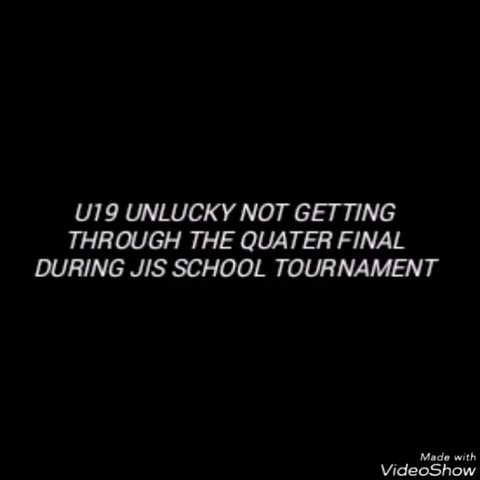 U19 UNLUCKY NOT GETTING
THROUGH THE QUATER FINAL
DURING JIS SCHOOL TOURNAMENT
Made with
VideoShow